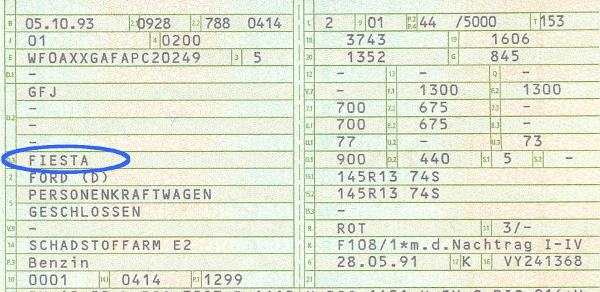 B 05.10.93 2.1 0928 2.2 788 0414
J 01 4 0200
E WF0AXXGAFAPC20249 3 5
D.1 -
GFJ
-
D.2 -
-
D.3 FIESTA
2 FORD (D)
PERSONENKRAFTWAGEN
5 GESCHLOSSEN
V.9 -
14 SCHADSTOFFARM E2
P.3 Benzin
10 0001 14.1 0414 P.1 1299
L 2 9 01 P.2 P.4 44 /5000 T 153
18 3743 19 1606
20 1352 G 845
12 - 13 - Q -
V.7 - F.1 1300 F.2 1300
7.1 700 7.2 675 7.3 -
8.1 700 8.2 675 8.3 -
U.1 77 U.2 - U.3 73
O.1 900 O.2 440 S.1 5 S.2 -
15.1 145R13 74S
15.2 145R13 74S
15.3 -
R ROT 11 3/-
K F108/1*m.d.Nachtrag I-IV
6 28.05.91 17 K 16 VY241368
21